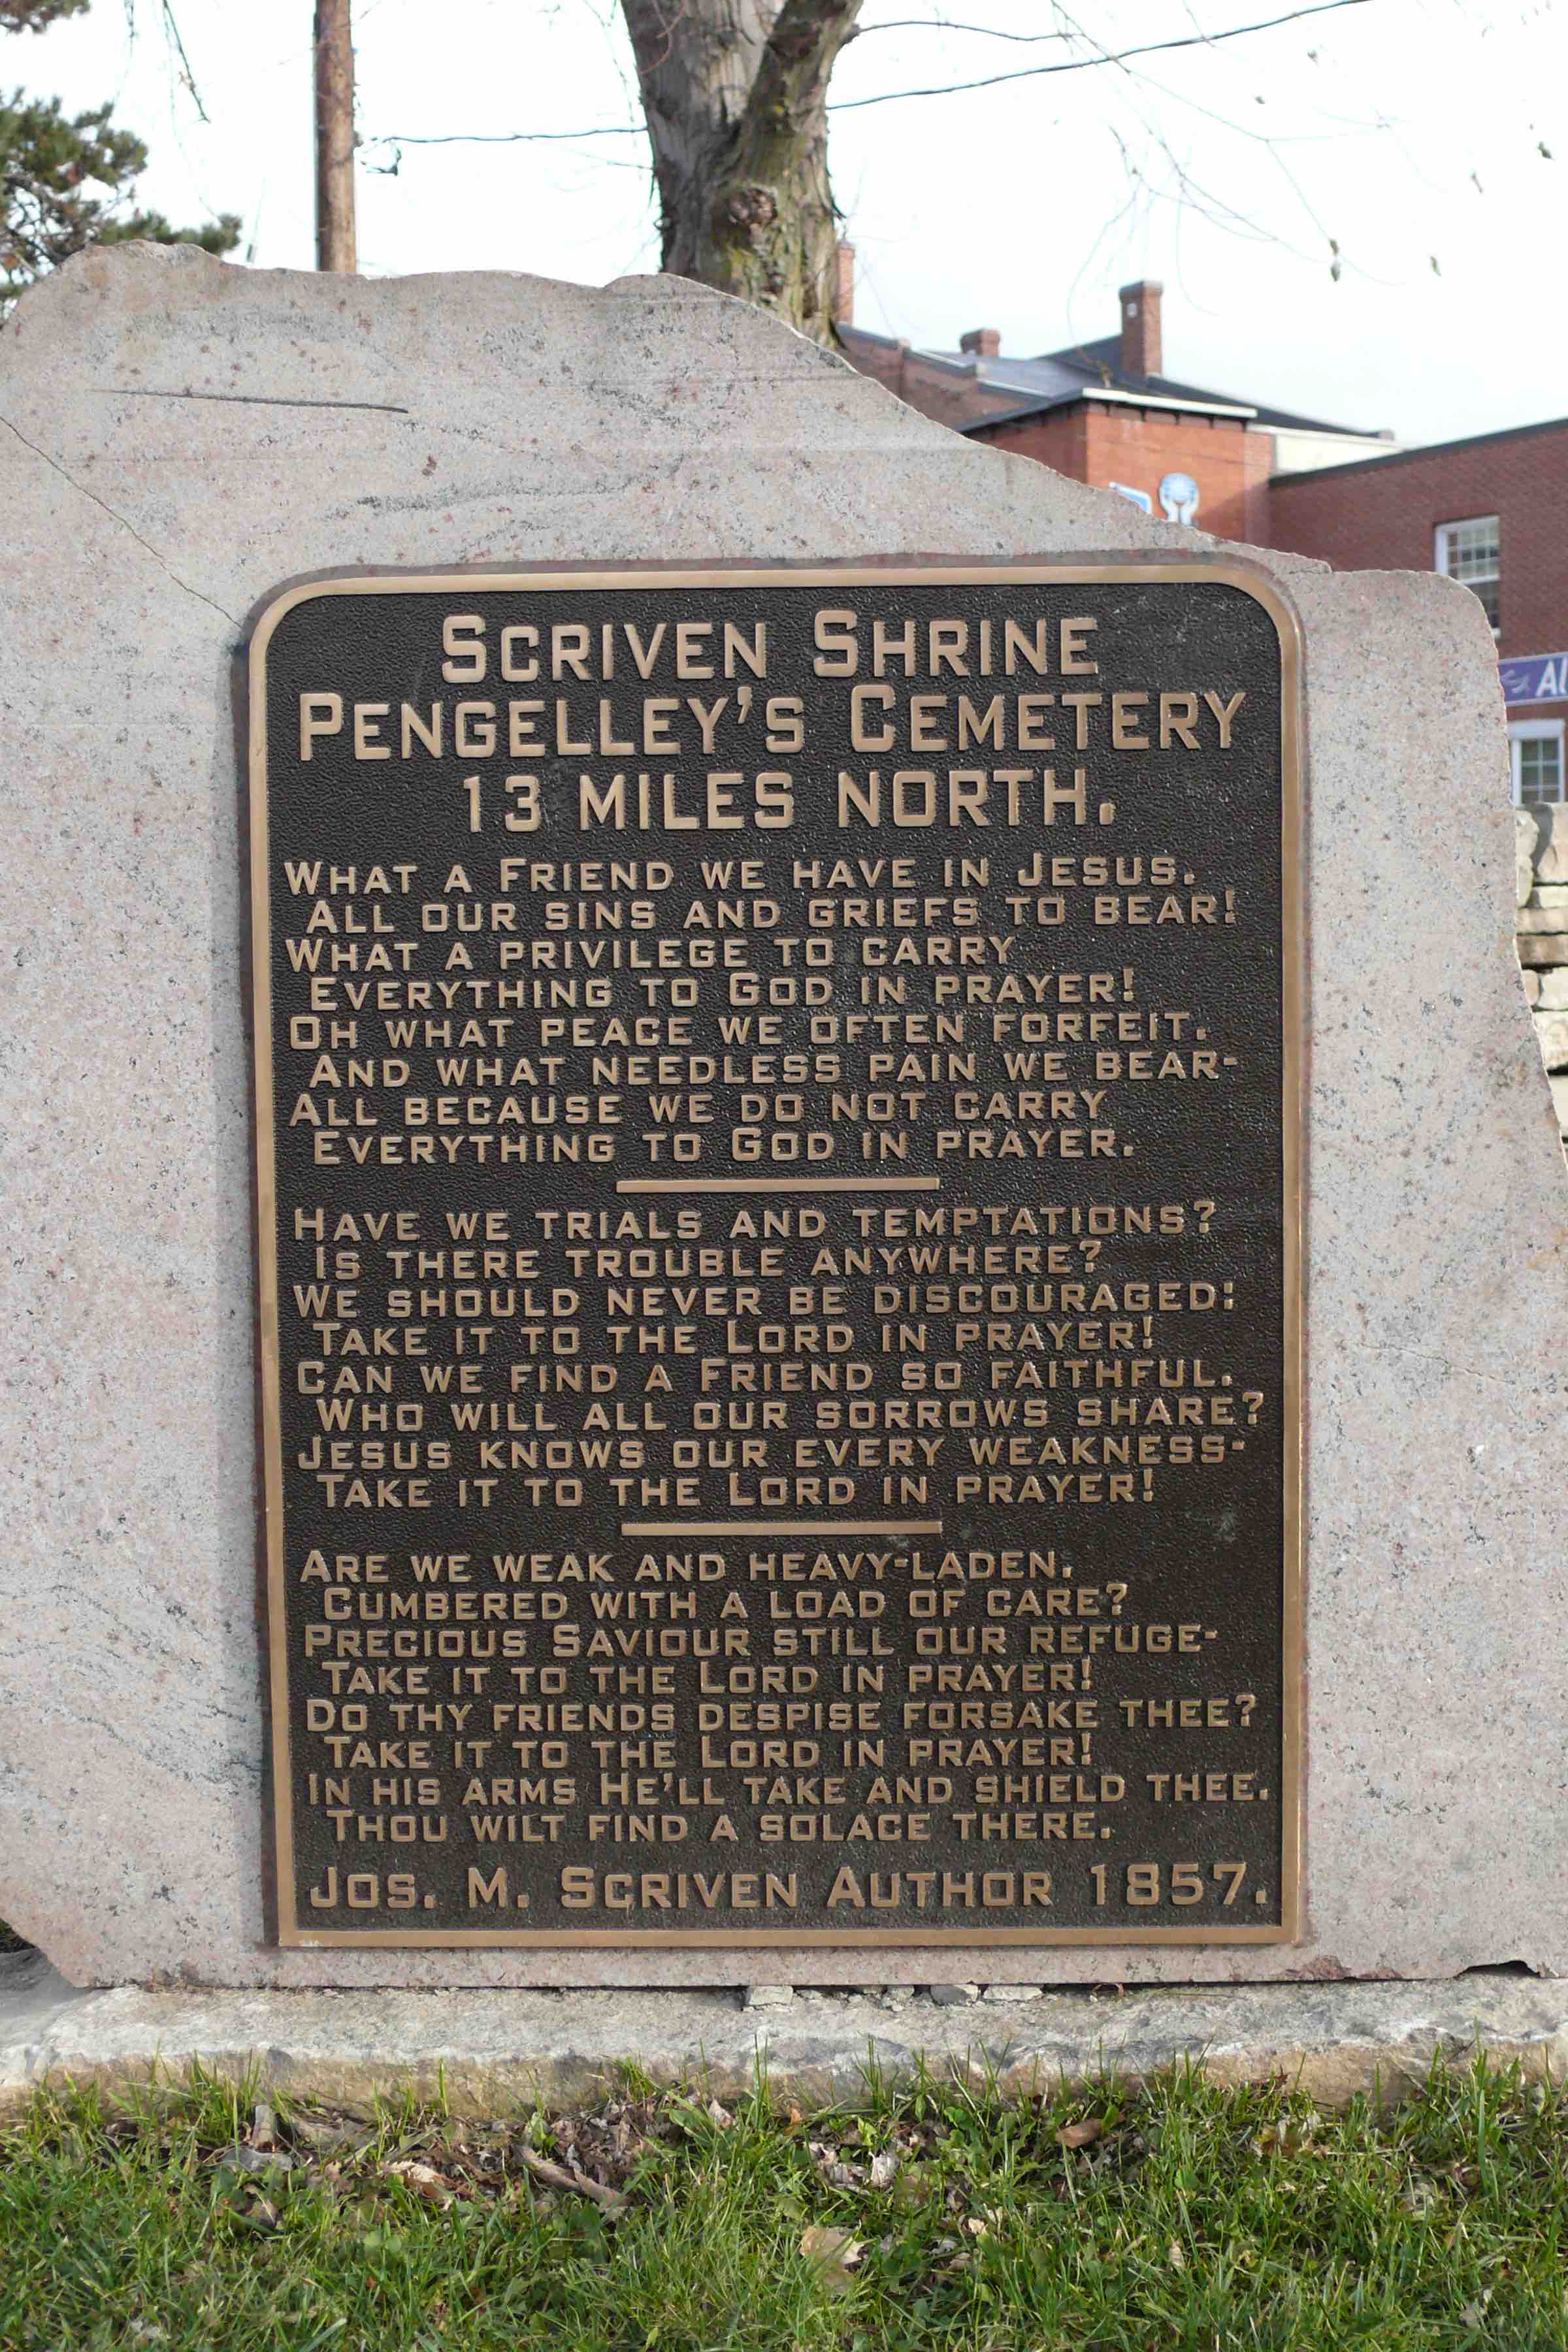 SCRIVEN SHRINE
PENGELLEY'S CEMETERY
13 MILES NORTH.
WHAT A FRIEND WE HAVE IN JESUS.
ALL OUR SINS AND GRIEFS TO BEAR!
WHAT A PRIVILEGE TO CARRY
EVERYTHING TO GOD IN PRAYER!
OH WHAT PEACE WE OFTEN FORFEIT.
AND WHAT NEEDLESS PAIN WE BEAR-
ALL BECAUSE WE DO NOT CARRY
EVERYTHING TO GOD IN PRAYER.
HAVE WE TRIALS AND TEMPTATIONS?
IS THERE TROUBLE ANYWHERE?
WE SHOULD NEVER BE DISCOURAGED:
TAKE IT TO THE LORD IN PRAYER!
CAN WE FIND A FRIEND SO FAITHFUL.
WHO WILL ALL OUR SORROWS SHARE?
JESUS KNOWS OUR EVERY WEAKNESS-
TAKE IT TO THE LORD IN PRAYER!
ARE WE WEAK AND HEAVY-LADEN.
CUMBERED WITH A LOAD OF CARE?
PRECIOUS SAVIOUR STILL OUR REFUGE-
TAKE IT TO THE LORD IN PRAYER!
DO THY FRIENDS DESPISE FORSAKE THEE?
TAKE IT TO THE LORD IN PRAYER!
IN HIS ARMS HE'LL TAKE AND SHIELD THEE.
THOU WILT FIND A SOLACE THERE.
JOS. M. SCRIVEN AUTHOR 1857.